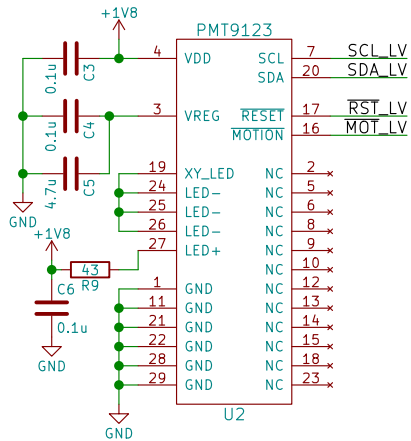 +1V8
PMT9123
4 VDD SCL 7 SCL_LV
0.1u C3
SDA 20 SDA_LV
3 VREG RESET 17 RST_LV
0.1u C4
MOTION 16 MOT_LV
4.7u C5
19 XY_LED NC 2
24 LED- NC 5
GND
25 LED- NC 6
26 LED- NC 8
+1V8
27 LED+ NC 9
43
R9
NC 10
C6
1 GND NC 12
11 GND NC 13
0.1u
21 GND NC 14
22 GND NC 15
GND
28 GND NC 18
29 GND NC 23
U2
GND